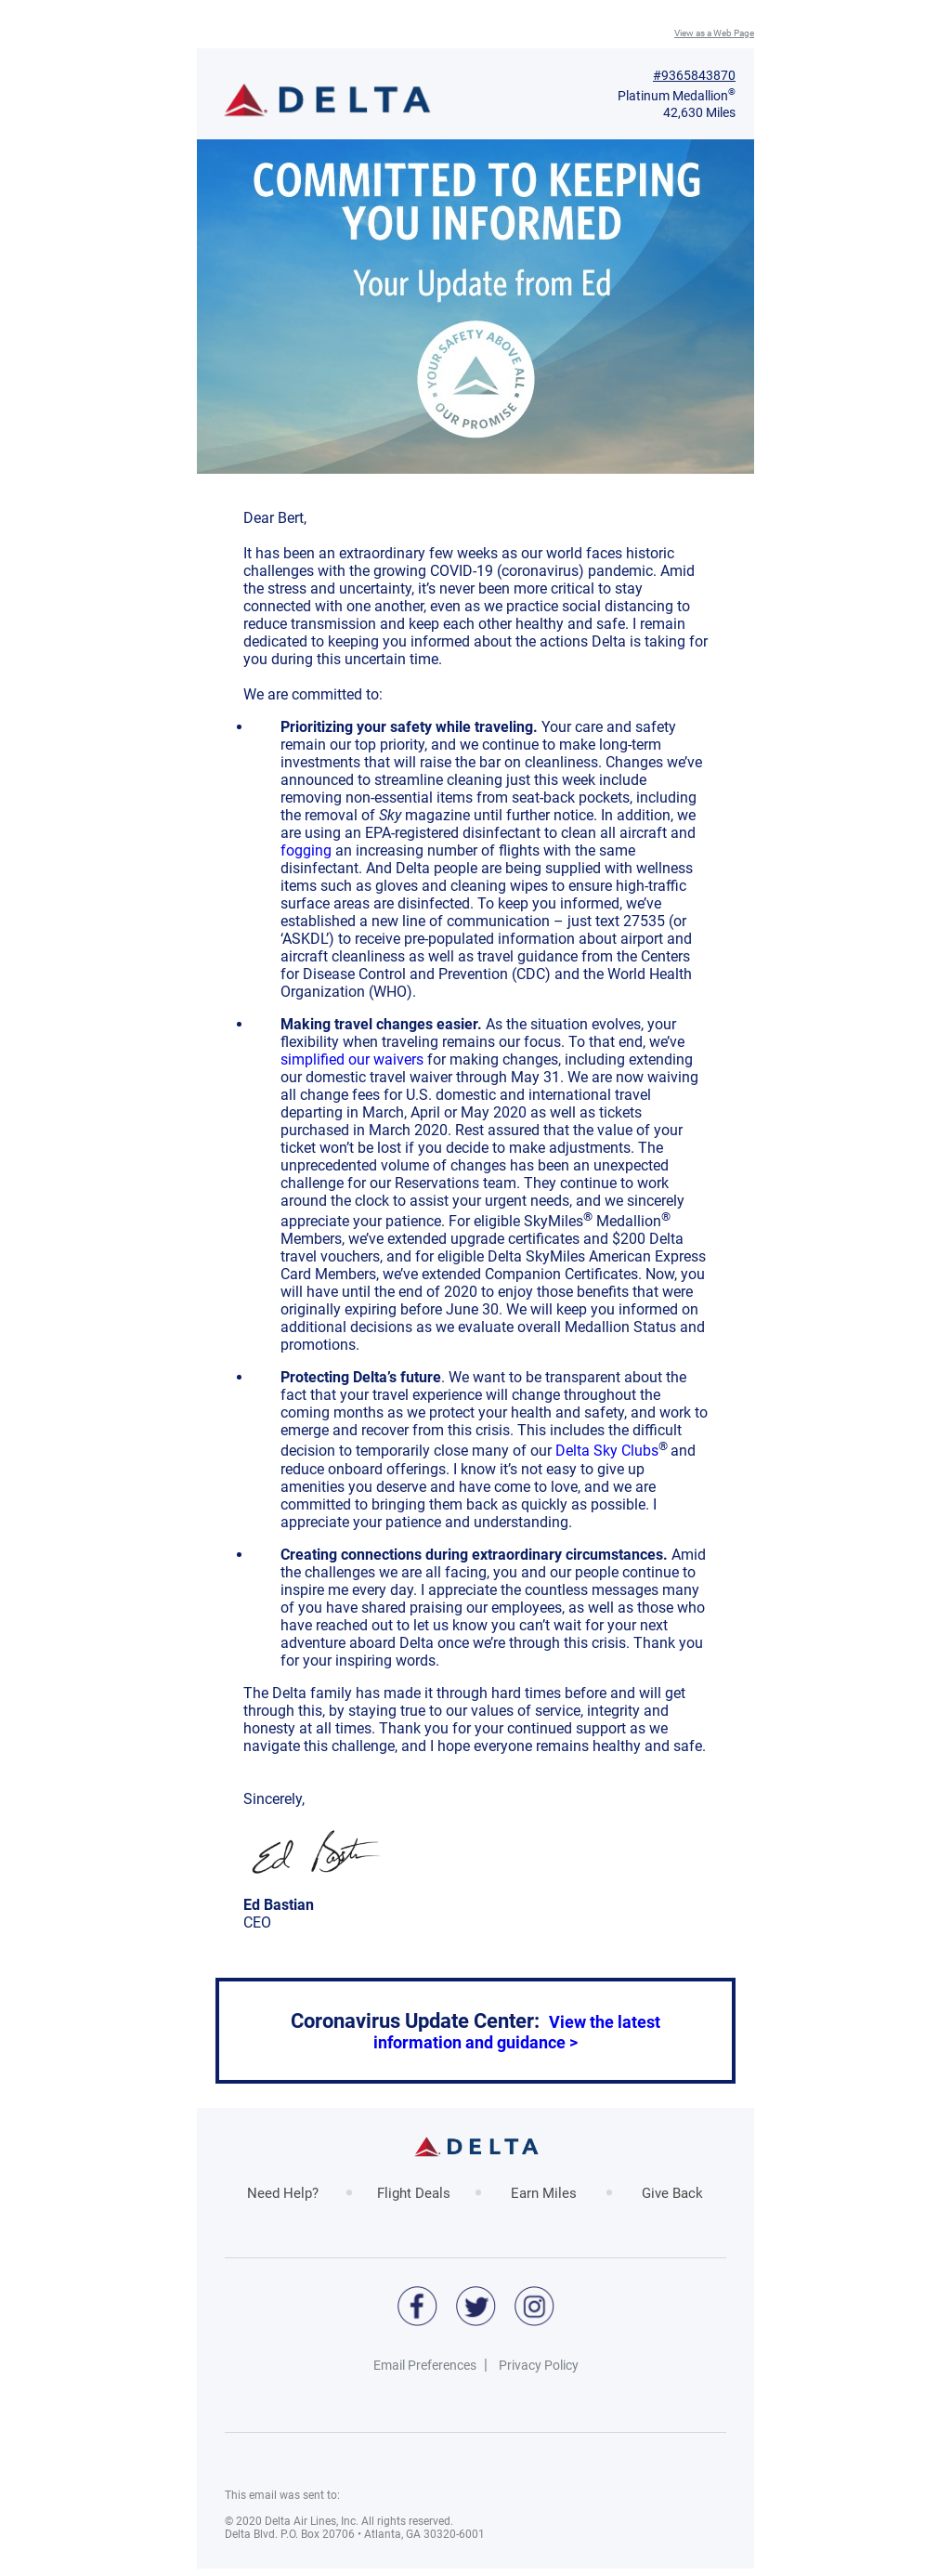 View as a Web Page
DELTA
#9365843870
Platinum Medallion®
42,630 Miles
COMMITTED TO KEEPING
YOU INFORMED
Your Update from Ed
YOUR SAFETY ABOVE ALL
OUR PROMISE
Dear Bert,
It has been an extraordinary few weeks as our world faces historic
challenges with the growing COVID-19 (coronavirus) pandemic. Amid
the stress and uncertainty, it’s never been more critical to stay
connected with one another, even as we practice social distancing to
reduce transmission and keep each other healthy and safe. I remain
dedicated to keeping you informed about the actions Delta is taking for
you during this uncertain time.
We are committed to:
• Prioritizing your safety while traveling. Your care and safety
remain our top priority, and we continue to make long-term
investments that will raise the bar on cleanliness. Changes we’ve
announced to streamline cleaning just this week include
removing non-essential items from seat-back pockets, including
the removal of Sky magazine until further notice. In addition, we
are using an EPA-registered disinfectant to clean all aircraft and
fogging an increasing number of flights with the same
disinfectant. And Delta people are being supplied with wellness
items such as gloves and cleaning wipes to ensure high-traffic
surface areas are disinfected. To keep you informed, we’ve
established a new line of communication – just text 27535 (or
‘ASKDL’) to receive pre-populated information about airport and
aircraft cleanliness as well as travel guidance from the Centers
for Disease Control and Prevention (CDC) and the World Health
Organization (WHO).
• Making travel changes easier. As the situation evolves, your
flexibility when traveling remains our focus. To that end, we’ve
simplified our waivers for making changes, including extending
our domestic travel waiver through May 31. We are now waiving
all change fees for U.S. domestic and international travel
departing in March, April or May 2020 as well as tickets
purchased in March 2020. Rest assured that the value of your
ticket won’t be lost if you decide to make adjustments. The
unprecedented volume of changes has been an unexpected
challenge for our Reservations team. They continue to work
around the clock to assist your urgent needs, and we sincerely
appreciate your patience. For eligible SkyMiles® Medallion®
Members, we’ve extended upgrade certificates and $200 Delta
travel vouchers, and for eligible Delta SkyMiles American Express
Card Members, we’ve extended Companion Certificates. Now, you
will have until the end of 2020 to enjoy those benefits that were
originally expiring before June 30. We will keep you informed on
additional decisions as we evaluate overall Medallion Status and
promotions.
• Protecting Delta’s future. We want to be transparent about the
fact that your travel experience will change throughout the
coming months as we protect your health and safety, and work to
emerge and recover from this crisis. This includes the difficult
decision to temporarily close many of our Delta Sky Clubs® and
reduce onboard offerings. I know it’s not easy to give up
amenities you deserve and have come to love, and we are
committed to bringing them back as quickly as possible. I
appreciate your patience and understanding.
• Creating connections during extraordinary circumstances. Amid
the challenges we are all facing, you and our people continue to
inspire me every day. I appreciate the countless messages many
of you have shared praising our employees, as well as those who
have reached out to let us know you can’t wait for your next
adventure aboard Delta once we’re through this crisis. Thank you
for your inspiring words.
The Delta family has made it through hard times before and will get
through this, by staying true to our values of service, integrity and
honesty at all times. Thank you for your continued support as we
navigate this challenge, and I hope everyone remains healthy and safe.
Sincerely,
Ed Bastian
Ed Bastian
CEO
Coronavirus Update Center: View the latest
information and guidance >
DELTA
Need Help? • Flight Deals • Earn Miles • Give Back
Email Preferences | Privacy Policy
This email was sent to:
© 2020 Delta Air Lines, Inc. All rights reserved.
Delta Blvd. P.O. Box 20706 • Atlanta, GA 30320-6001